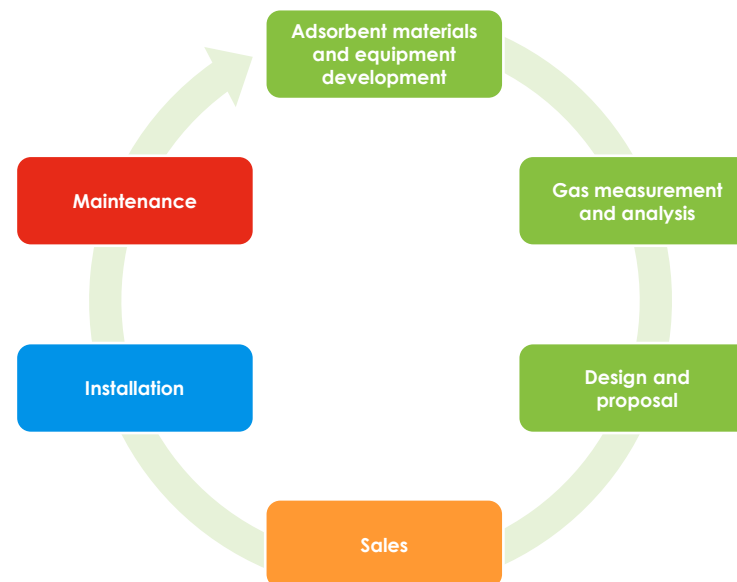 Adsorbent materials
and equipment
development
Gas measurement
and analysis
Design and
proposal
Sales
Installation
Maintenance